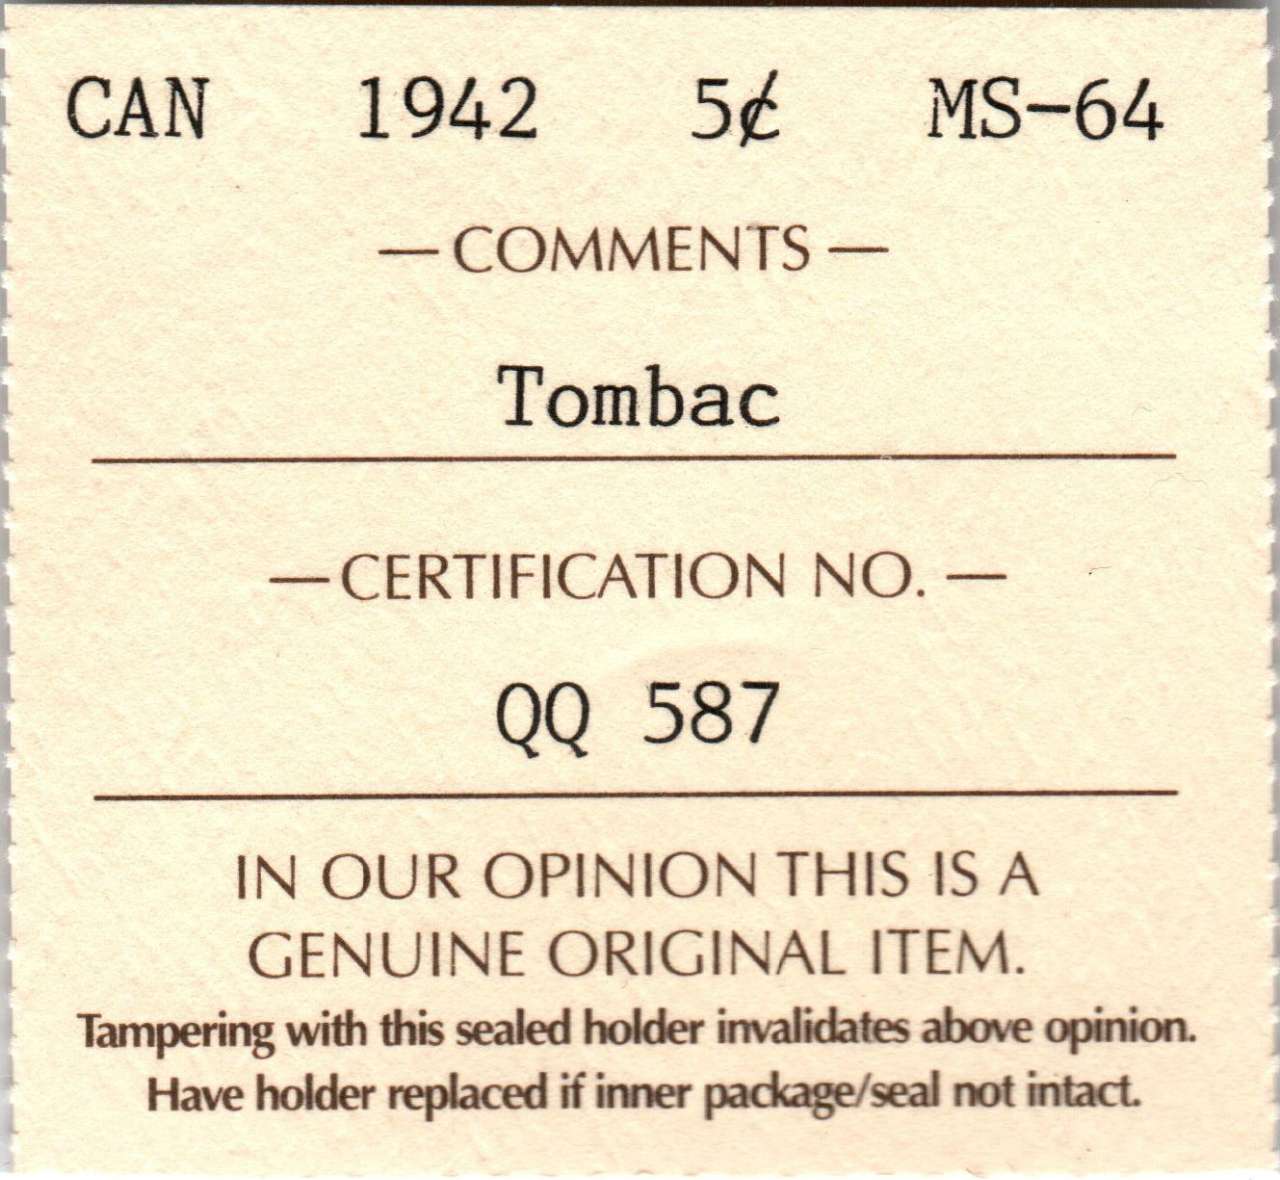 CAN 1942 5¢ MS-64
— COMMENTS —
Tombac
— CERTIFICATION NO. —
QQ 587
IN OUR OPINION THIS IS A
GENUINE ORIGINAL ITEM.
Tampering with this sealed holder invalidates above opinion.
Have holder replaced if inner package/seal not intact.